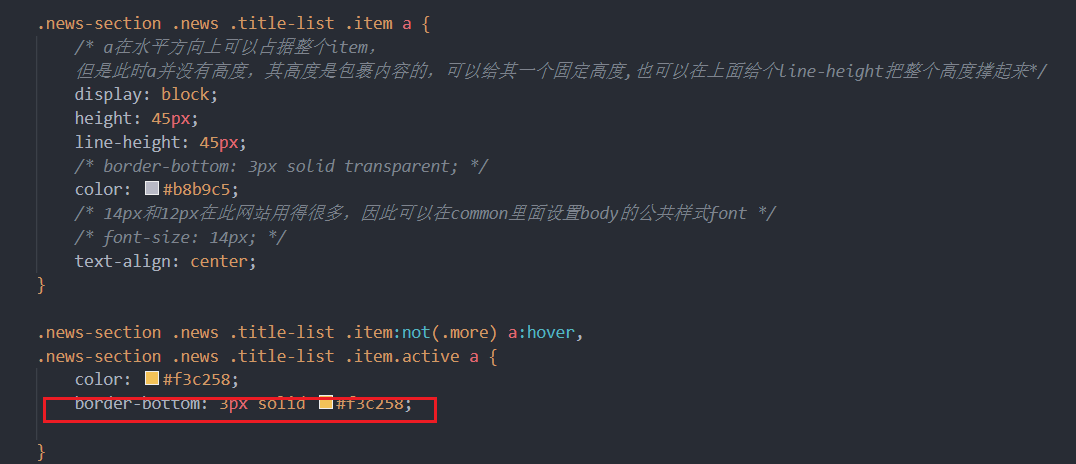 .news-section .news .title-list .item a {
/* a在水平方向上可以占据整个item，
但是此时a并没有高度，其高度是包裹内容的，可以给其一个固定高度,也可以在上面给个line-height把整个高度撑起来*/
display: block;
height: 45px;
line-height: 45px;
/* border-bottom: 3px solid transparent; */
color: #b8b9c5;
/* 14px和12px在此网站用得很多，因此可以在common里面设置body的公共样式font */
/* font-size: 14px; */
text-align: center;
}
.news-section .news .title-list .item:not(.more) a:hover,
.news-section .news .title-list .item.active a {
color: #f3c258;
border-bottom: 3px solid #f3c258;
}